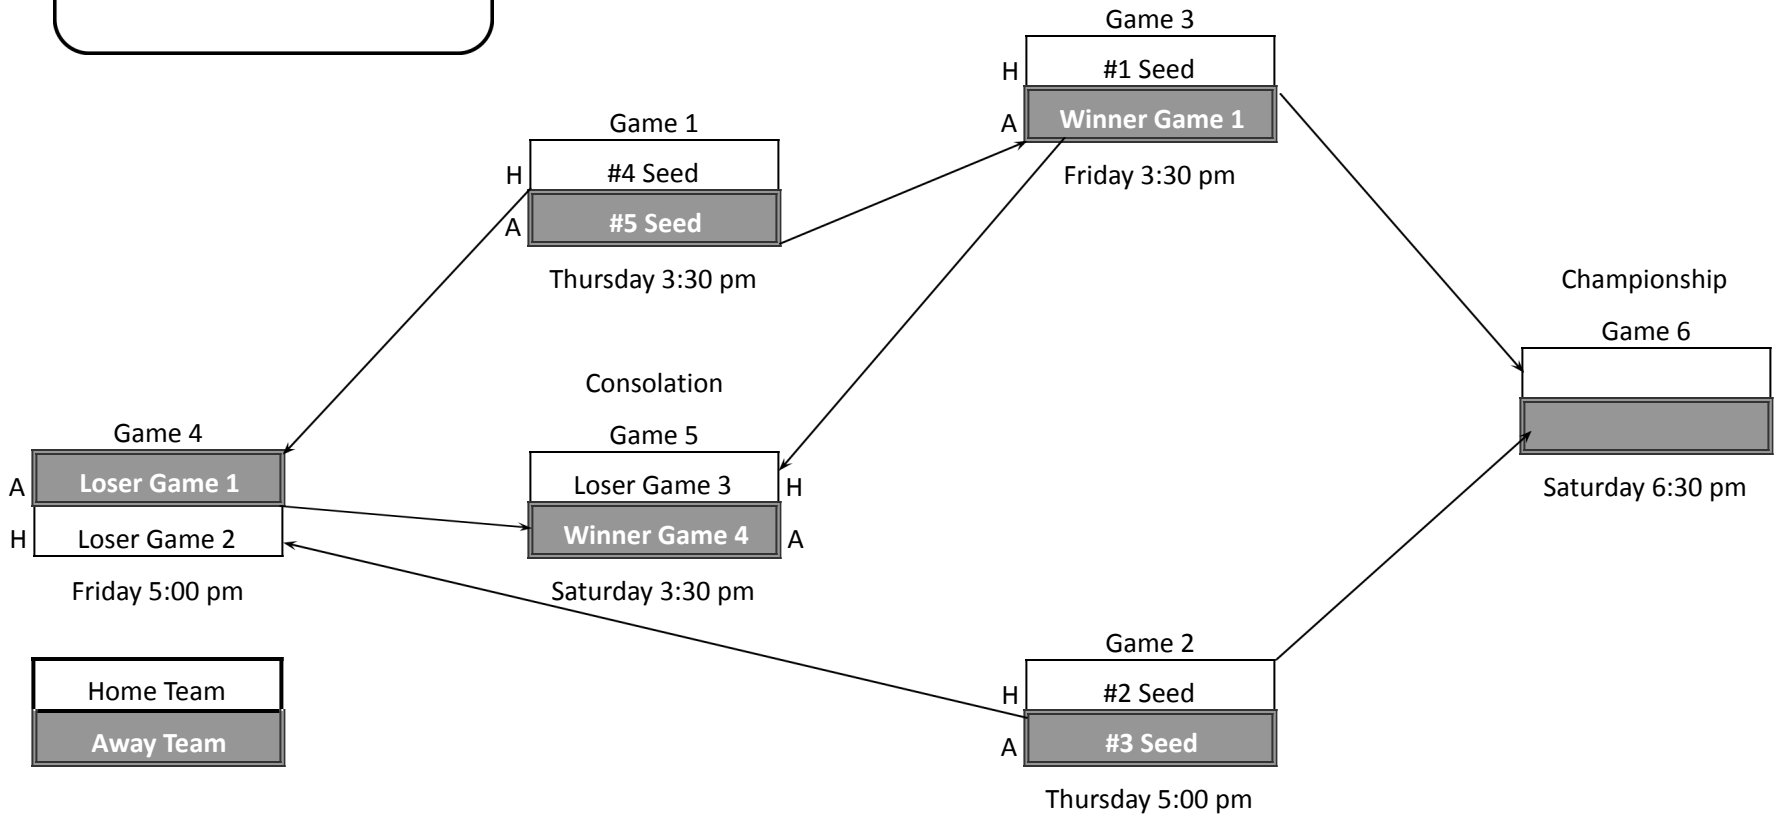 Game 3
H
#1 Seed
A
Winner Game 1
Friday 3:30 pm
Game 1
H
#4 Seed
A
#5 Seed
Thursday 3:30 pm
Championship
Game 6
Saturday 6:30 pm
Consolation
Game 5
Loser Game 3
H
Winner Game 4
A
Saturday 3:30 pm
Game 4
A
Loser Game 1
H
Loser Game 2
Friday 5:00 pm
Game 2
H
#2 Seed
A
#3 Seed
Thursday 5:00 pm
Home Team
Away Team